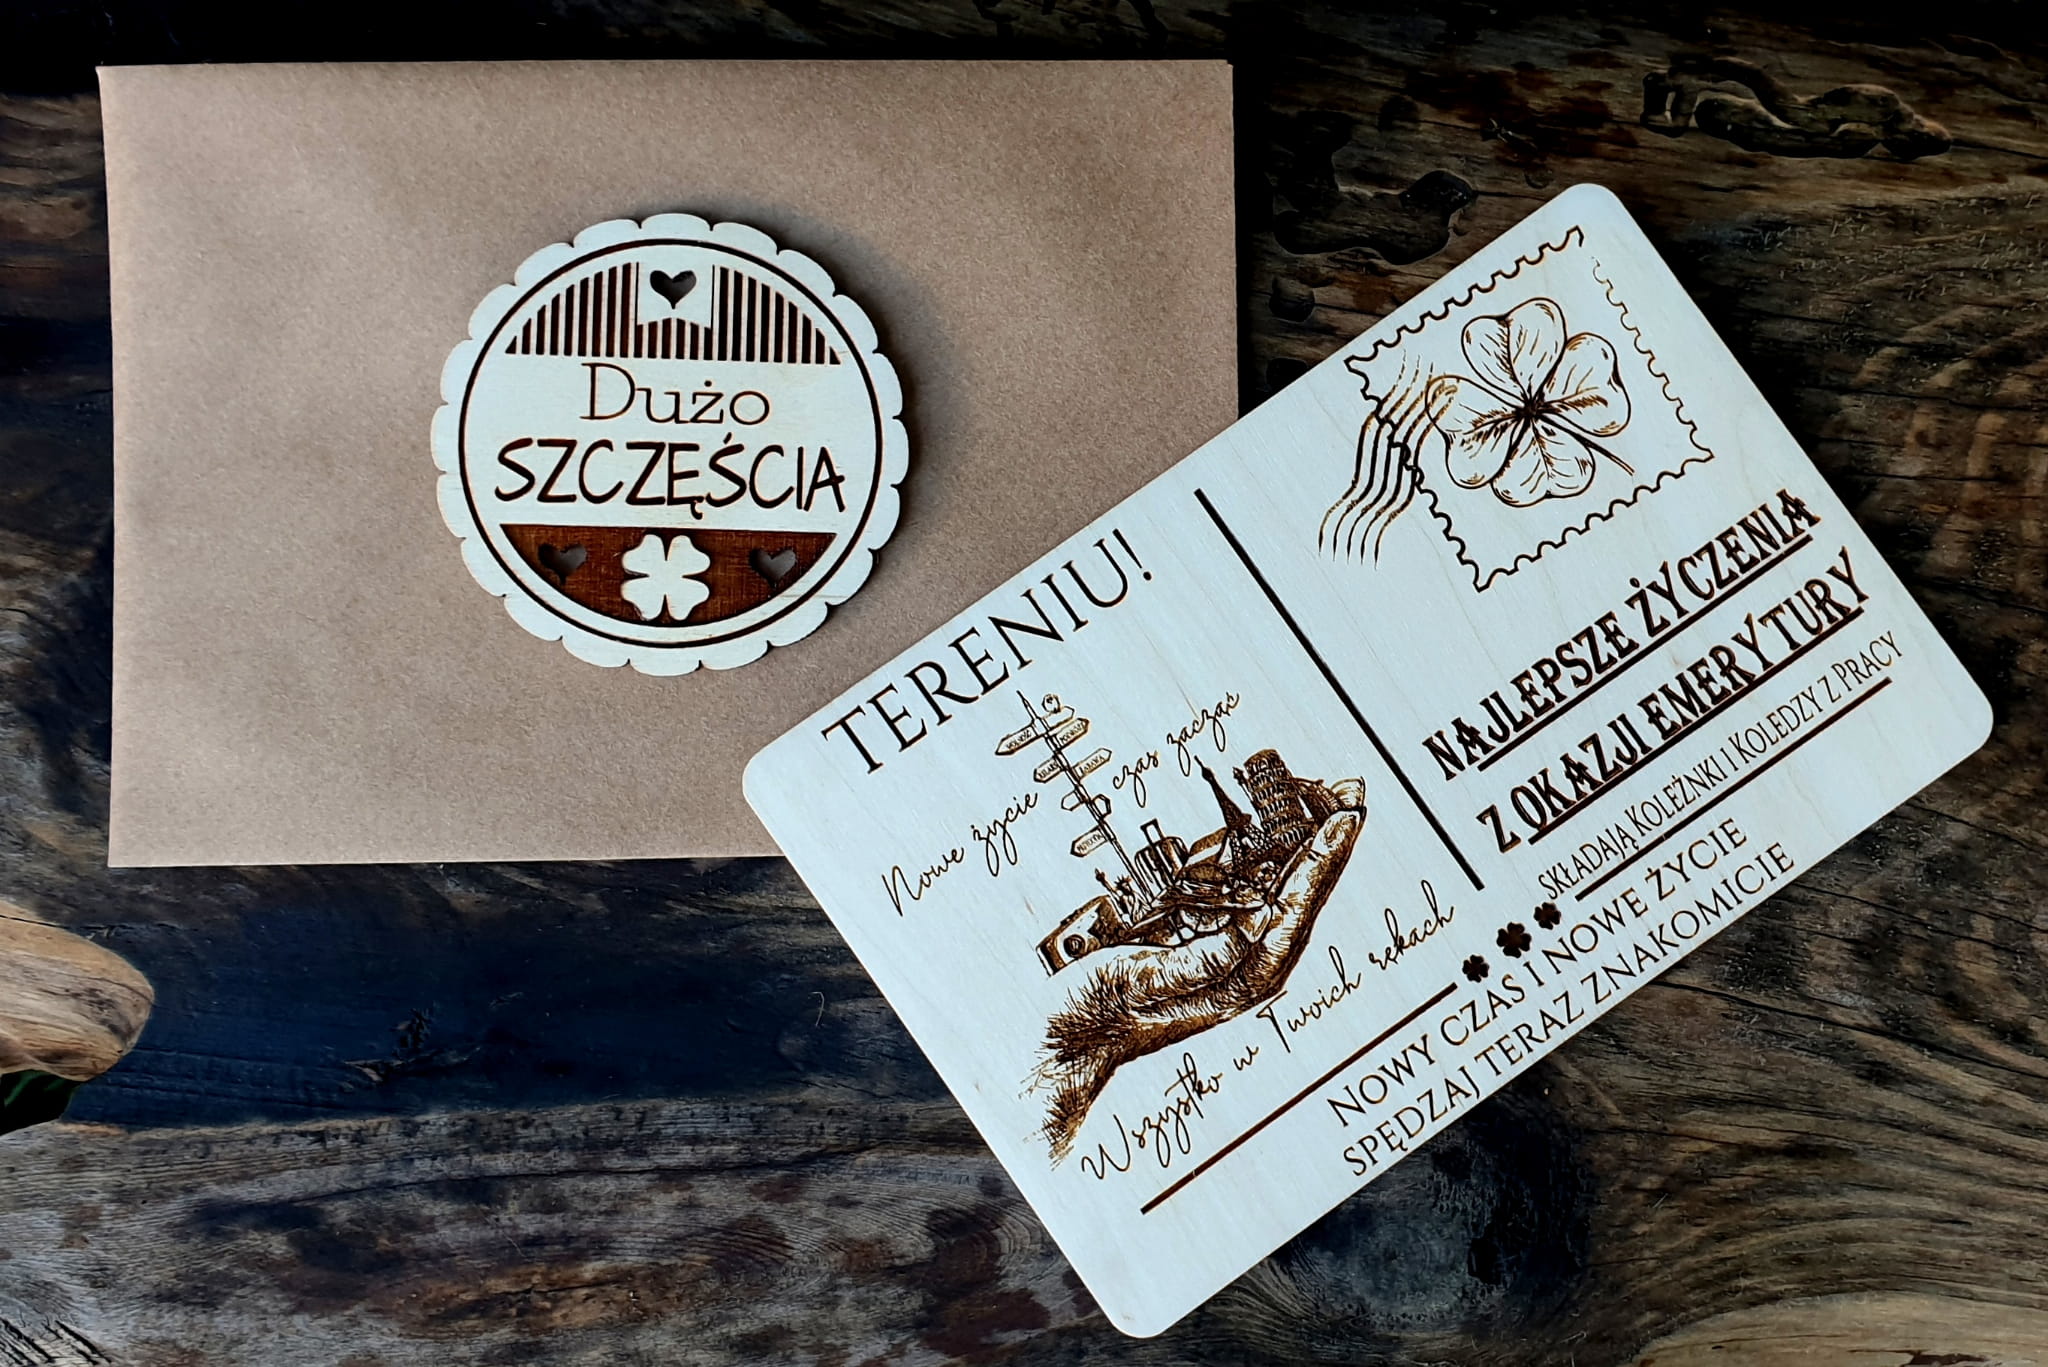 Dużo
SZCZĘŚCIA
TERENIU!
Nowe życie
czas zacząć
Wszystko w Twoich rękach
NAJLEPSZE ŻYCZENIA
Z OKAZJI EMERYTURY
SKŁADAJĄ KOLEŻNKI I KOLEDZY Z PRACY
NOWY CZAS I NOWE ŻYCIE
SPĘDZAJ TERAZ ZNAKOMICIE